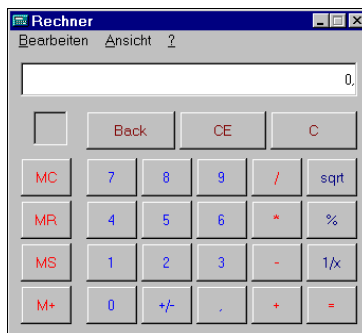 Rechner
Bearbeiten Ansicht ?
0,
Back CE C
MC 7 8 9 / sqrt
MR 4 5 6 * %
MS 1 2 3 - 1/x
M+ 0 +/- , + =